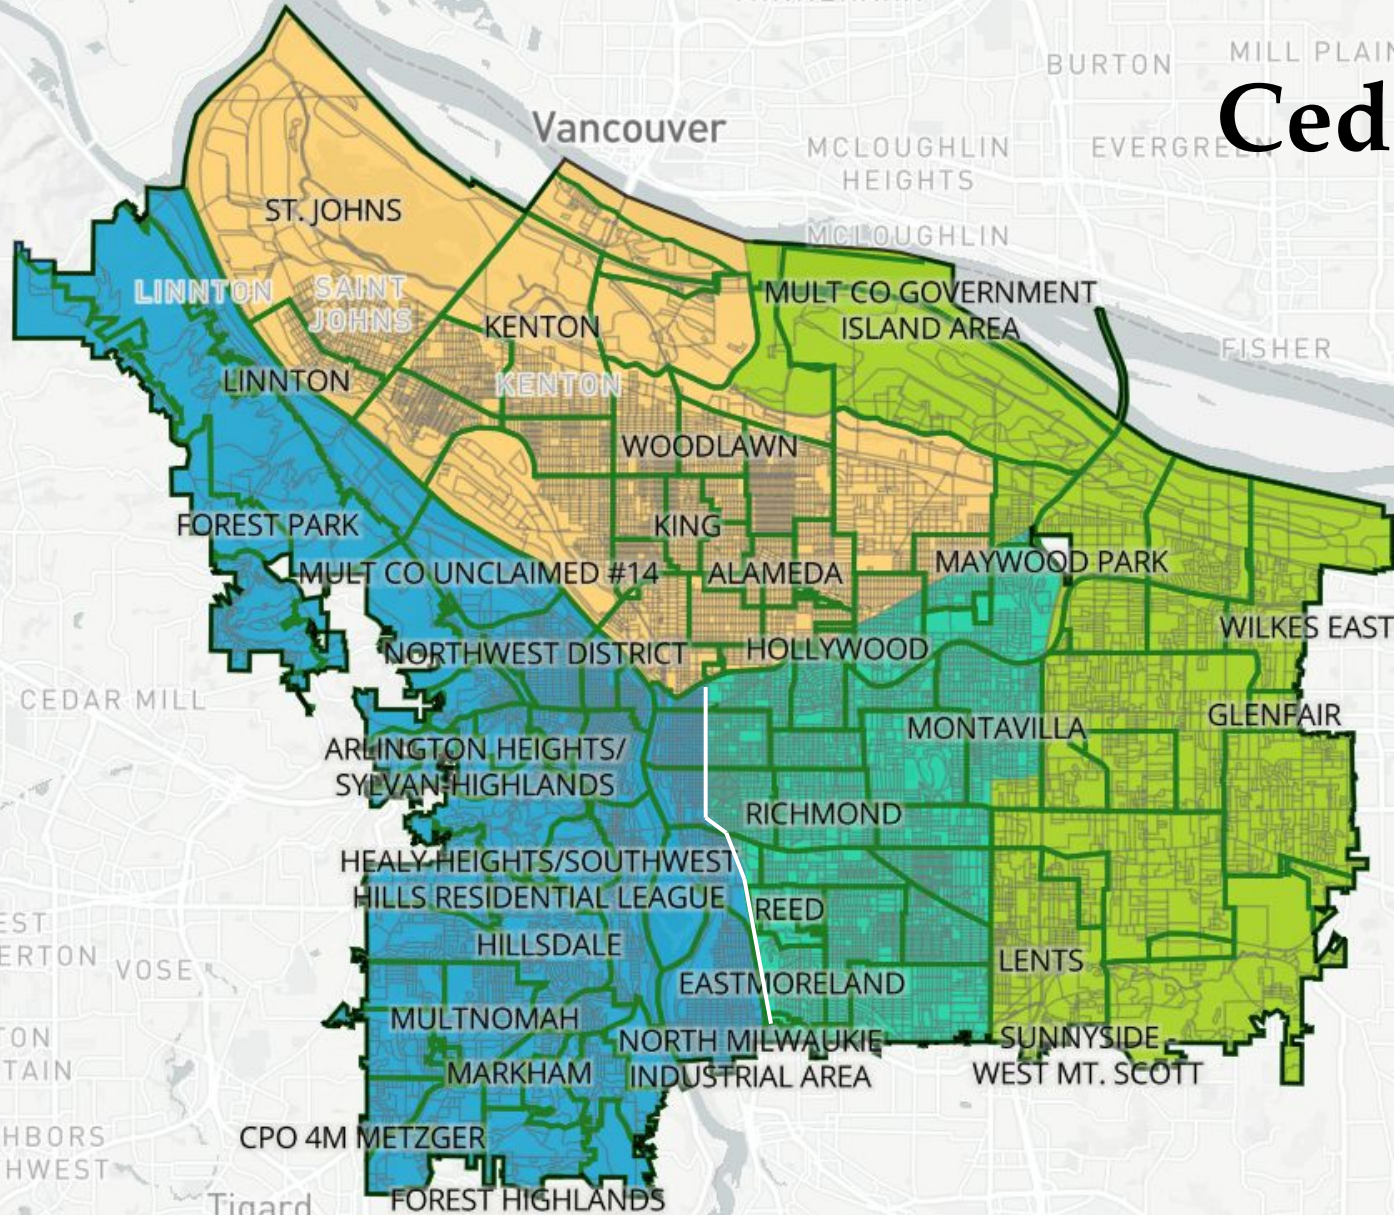 BURTON
MILL PLAIN
Ced
Vancouver
MCLOUGHLIN
HEIGHTS
EVERGREEN
ST. JOHNS
MCLOUGHLIN
LINNTON
SAINT
JOHNS
MULT CO GOVERNMENT
ISLAND AREA
KENTON
FISHER
LINNTON
KENTON
WOODLAWN
FOREST PARK
KING
MULT CO UNCLAIMED #14
ALAMEDA
MAYWOOD PARK
WILKES EAST
NORTHWEST DISTRICT
HOLLYWOOD
CEDAR MILL
GLENFAIR
MONTAVILLA
ARLINGTON HEIGHTS/
SYLVAN-HIGHLANDS
RICHMOND
HEALY HEIGHTS/SOUTHWEST
HILLS RESIDENTIAL LEAGUE
REED
EST
ERTON
VOSE
HILLSDALE
LENTS
EASTMORELAND
MULTNOMAH
NORTH MILWAUKIE
INDUSTRIAL AREA
SUNNYSIDE -
WEST MT. SCOTT
TON
TAIN
MARKHAM
HBORS
HWEST
CPO 4M METZGER
Tigard
FOREST HIGHLANDS